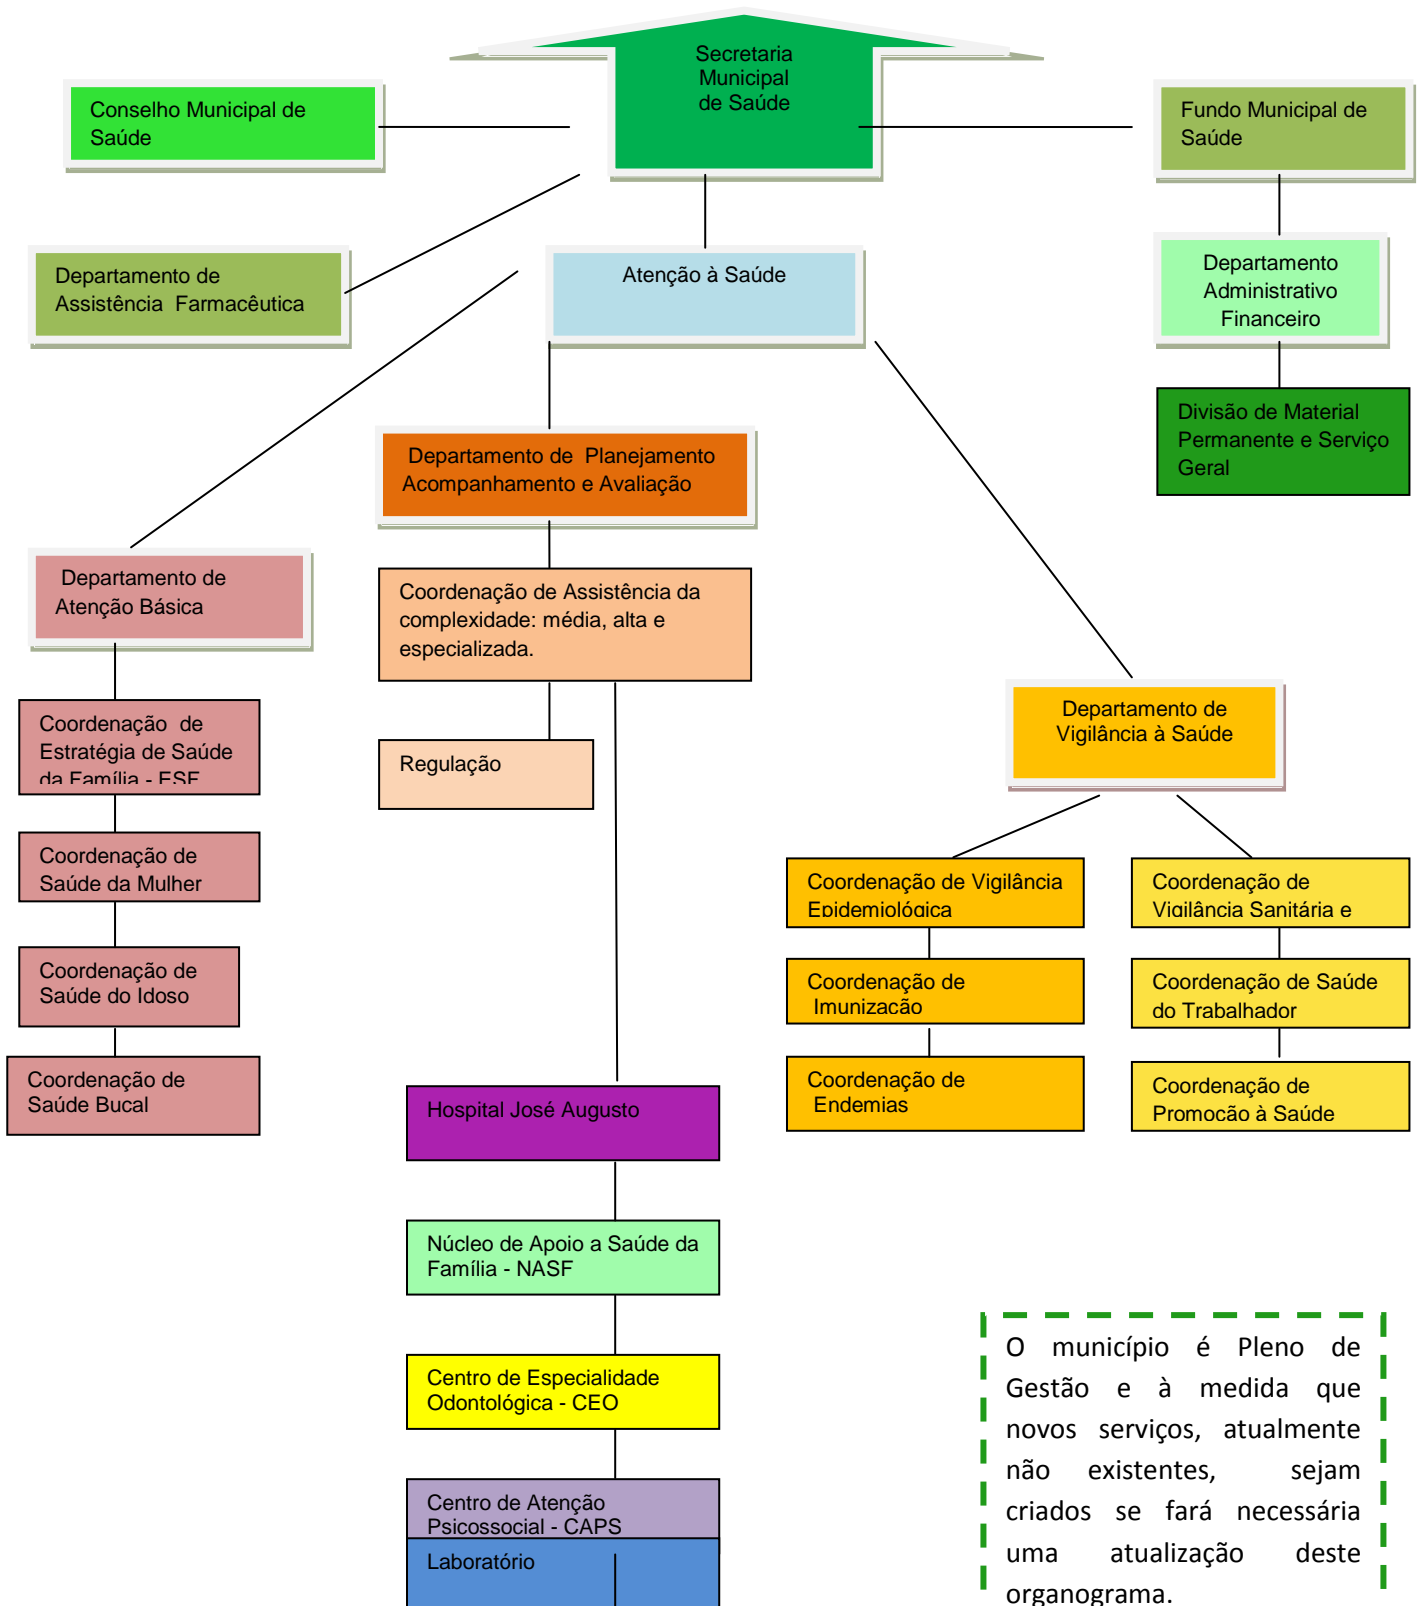 Secretaria
Municipal
de Saúde
Conselho Municipal de
Saúde
Fundo Municipal de
Saúde
Departamento de
Assistência Farmacêutica
Atenção à Saúde
Departamento
Administrativo
Financeiro
Divisão de Material
Permanente e Serviço
Geral
Departamento de Planejamento
Acompanhamento e Avaliação
Departamento de
Atenção Básica
Coordenação de Assistência da
complexidade: média, alta e
especializada.
Coordenação de
Estratégia de Saúde
da Família - ESF
Regulação
Departamento de
Vigilância à Saúde
Coordenação de
Saúde da Mulher
Coordenação de Vigilância
Epidemiológica
Coordenação de
Vigilância Sanitária e
Coordenação de
Saúde do Idoso
Coordenação de
Imunização
Coordenação de Saúde
do Trabalhador
Coordenação de
Saúde Bucal
Coordenação de
Endemias
Coordenação de
Promoção à Saúde
Hospital José Augusto
Núcleo de Apoio a Saúde da
Família - NASF
Centro de Especialidade
Odontológica - CEO
Centro de Atenção
Psicossocial - CAPS
Laboratório
O município é Pleno de
Gestão e à medida que
novos serviços, atualmente
não existentes, sejam
criados se fará necessária
uma atualização deste
organograma.